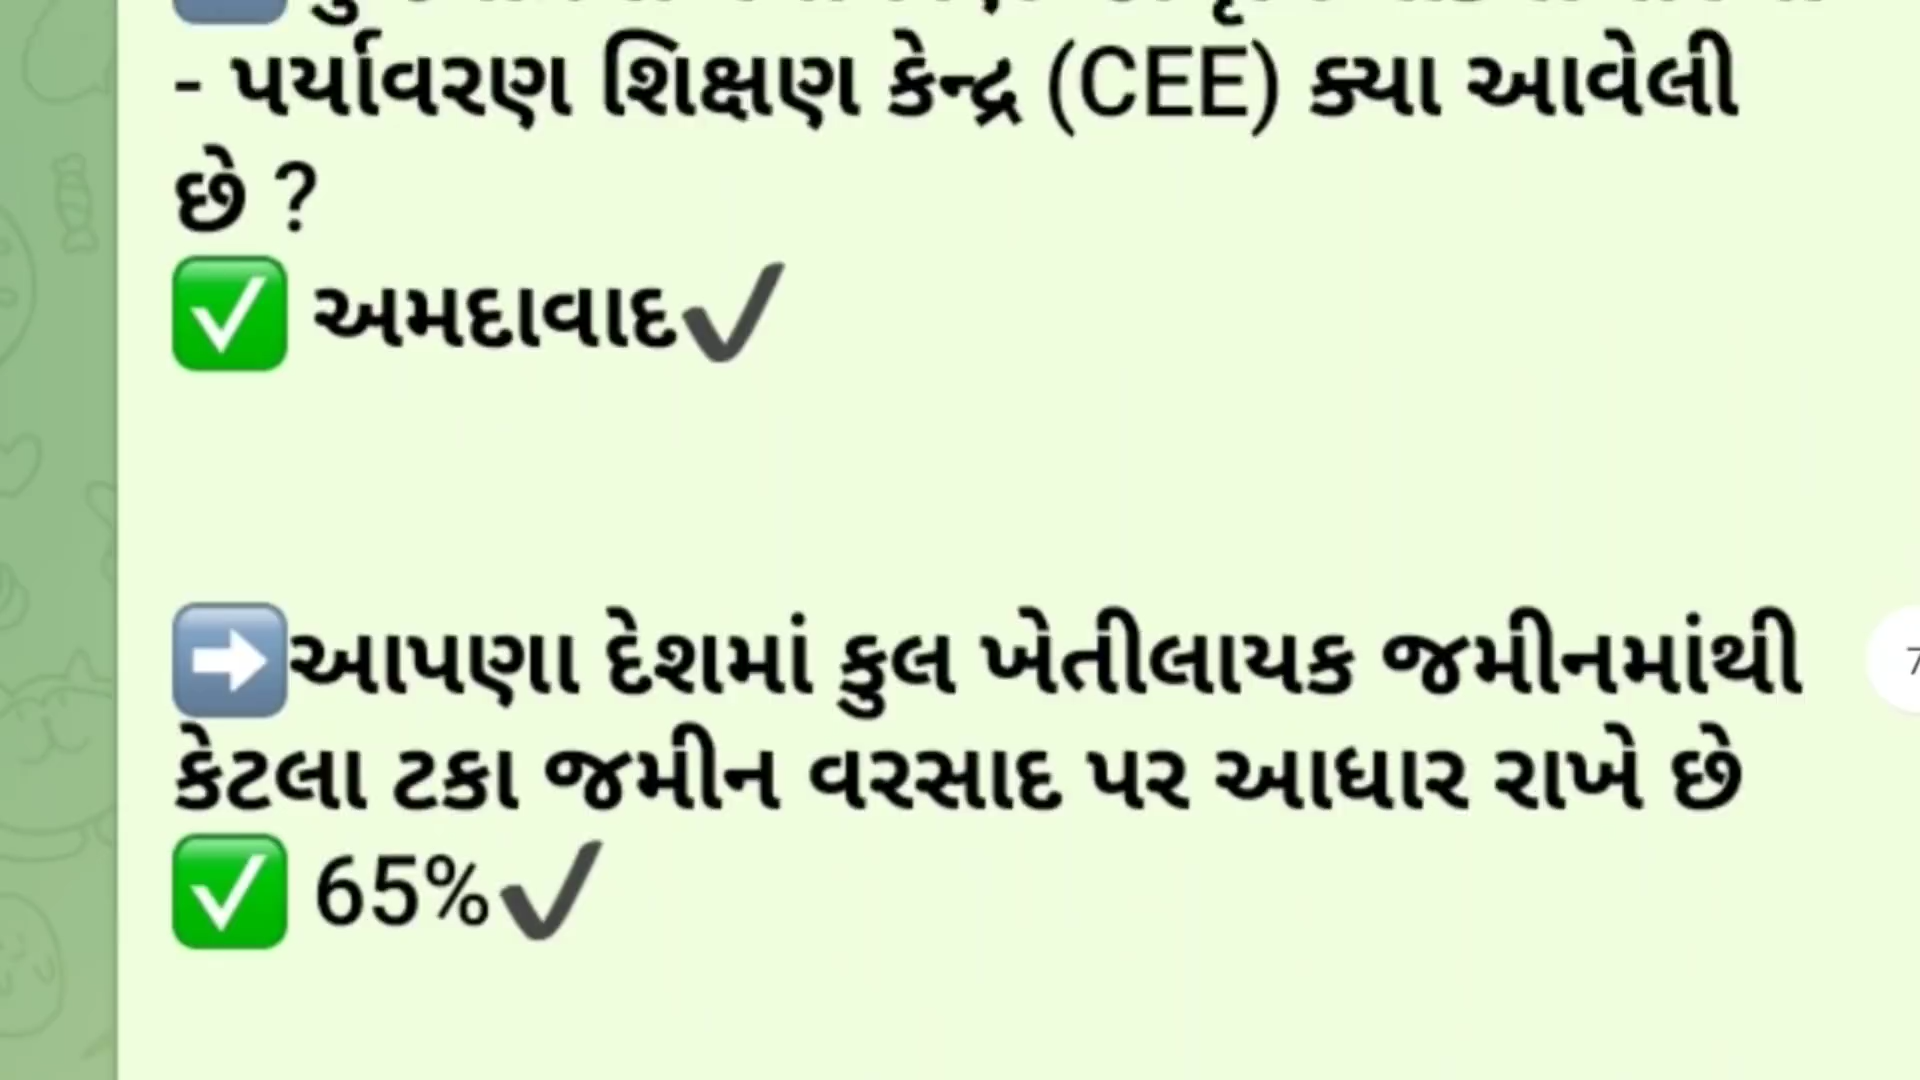 - પર્યાવરણ શિક્ષણ કેન્દ્ર (CEE) ક્યા આવેલી
છે ?
✅ અમદાવાદ✔
➡આપણા દેશમાં કુલ ખેતીલાયક જમીનમાંથી
કેટલા ટકા જમીન વરસાદ પર આધાર રાખે છે
✅ 65%✔